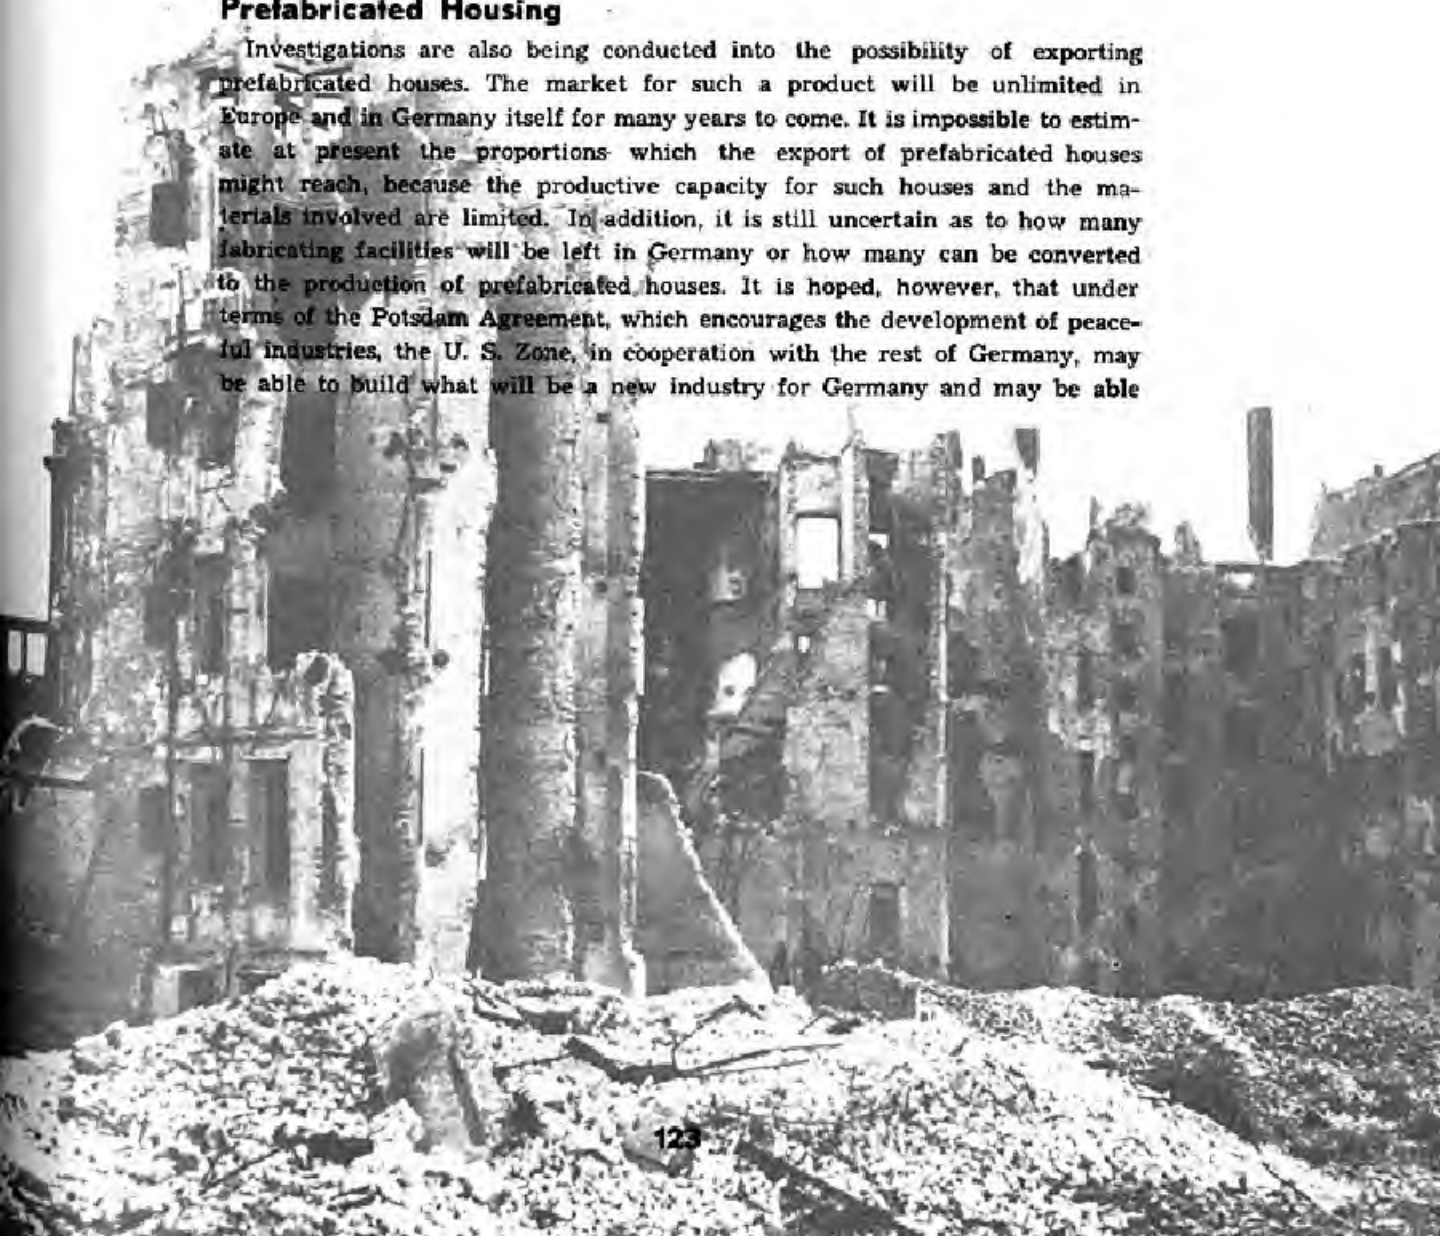 Prefabricated Housing
Investigations are also being conducted into the possibility of exporting
prefabricated houses. The market for such a product will be unlimited in
Europe and in Germany itself for many years to come. It is impossible to estim-
ate at present the proportions which the export of prefabricated houses
might reach, because the productive capacity for such houses and the ma-
terials involved are limited. In addition, it is still uncertain as to how many
fabricating facilities will be left in Germany or how many can be converted
to the production of prefabricated houses. It is hoped, however, that under
terms of the Potsdam Agreement, which encourages the development of peace-
ful industries, the U. S. Zone, in cooperation with the rest of Germany, may
be able to build what will be a new industry for Germany and may be able
123